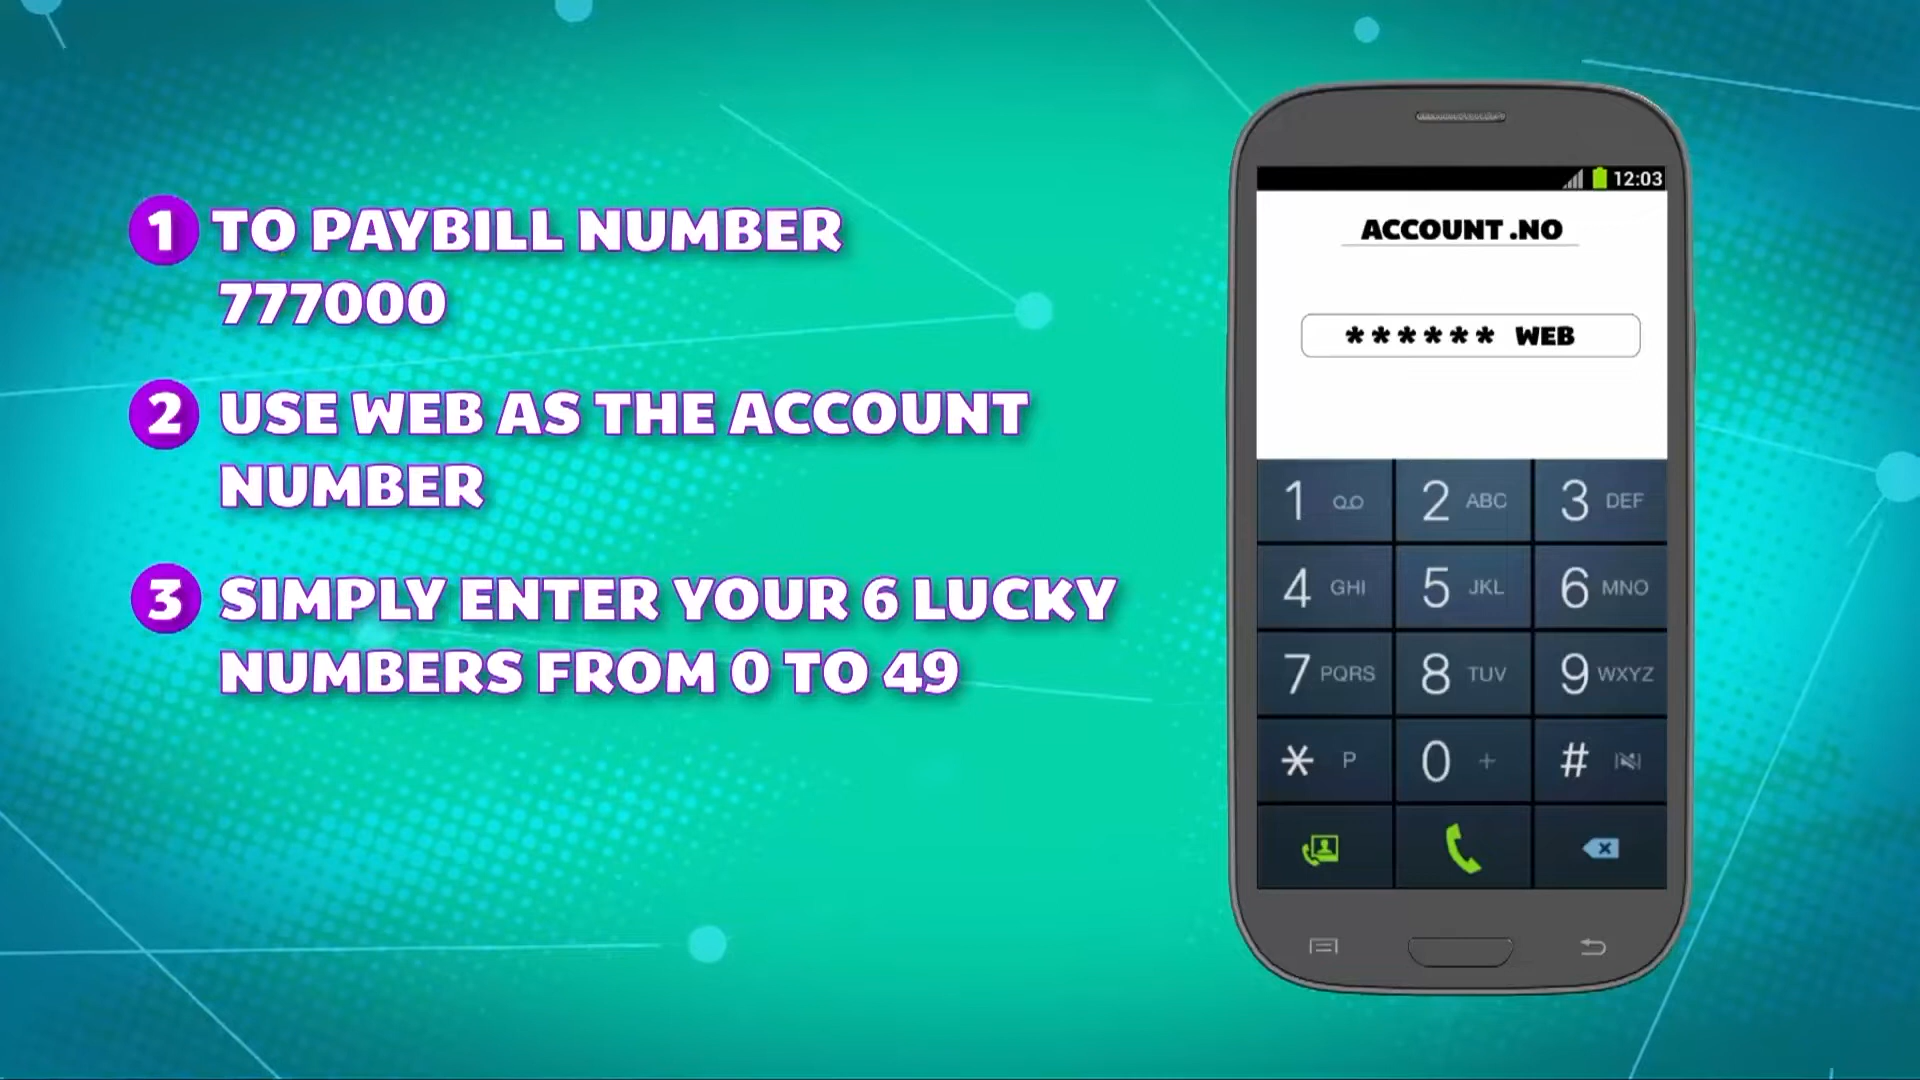 1 TO PAYBILL NUMBER
777000
2 USE WEB AS THE ACCOUNT
NUMBER
3 SIMPLY ENTER YOUR 6 LUCKY
NUMBERS FROM 0 TO 49
12:03
ACCOUNT .NO
****** WEB
1 2 ABC 3 DEF
4 GHI 5 JKL 6 MNO
7 PQRS 8 TUV 9 WXYZ
* P 0 + #